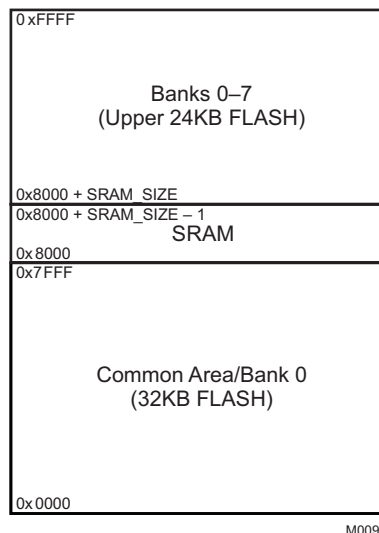 0xFFFF
Banks 0–7
(Upper 24KB FLASH)
0x8000 + SRAM_SIZE
0x8000 + SRAM_SIZE – 1
SRAM
0x8000
0x7FFF
Common Area/Bank 0
(32KB FLASH)
0x0000
M009